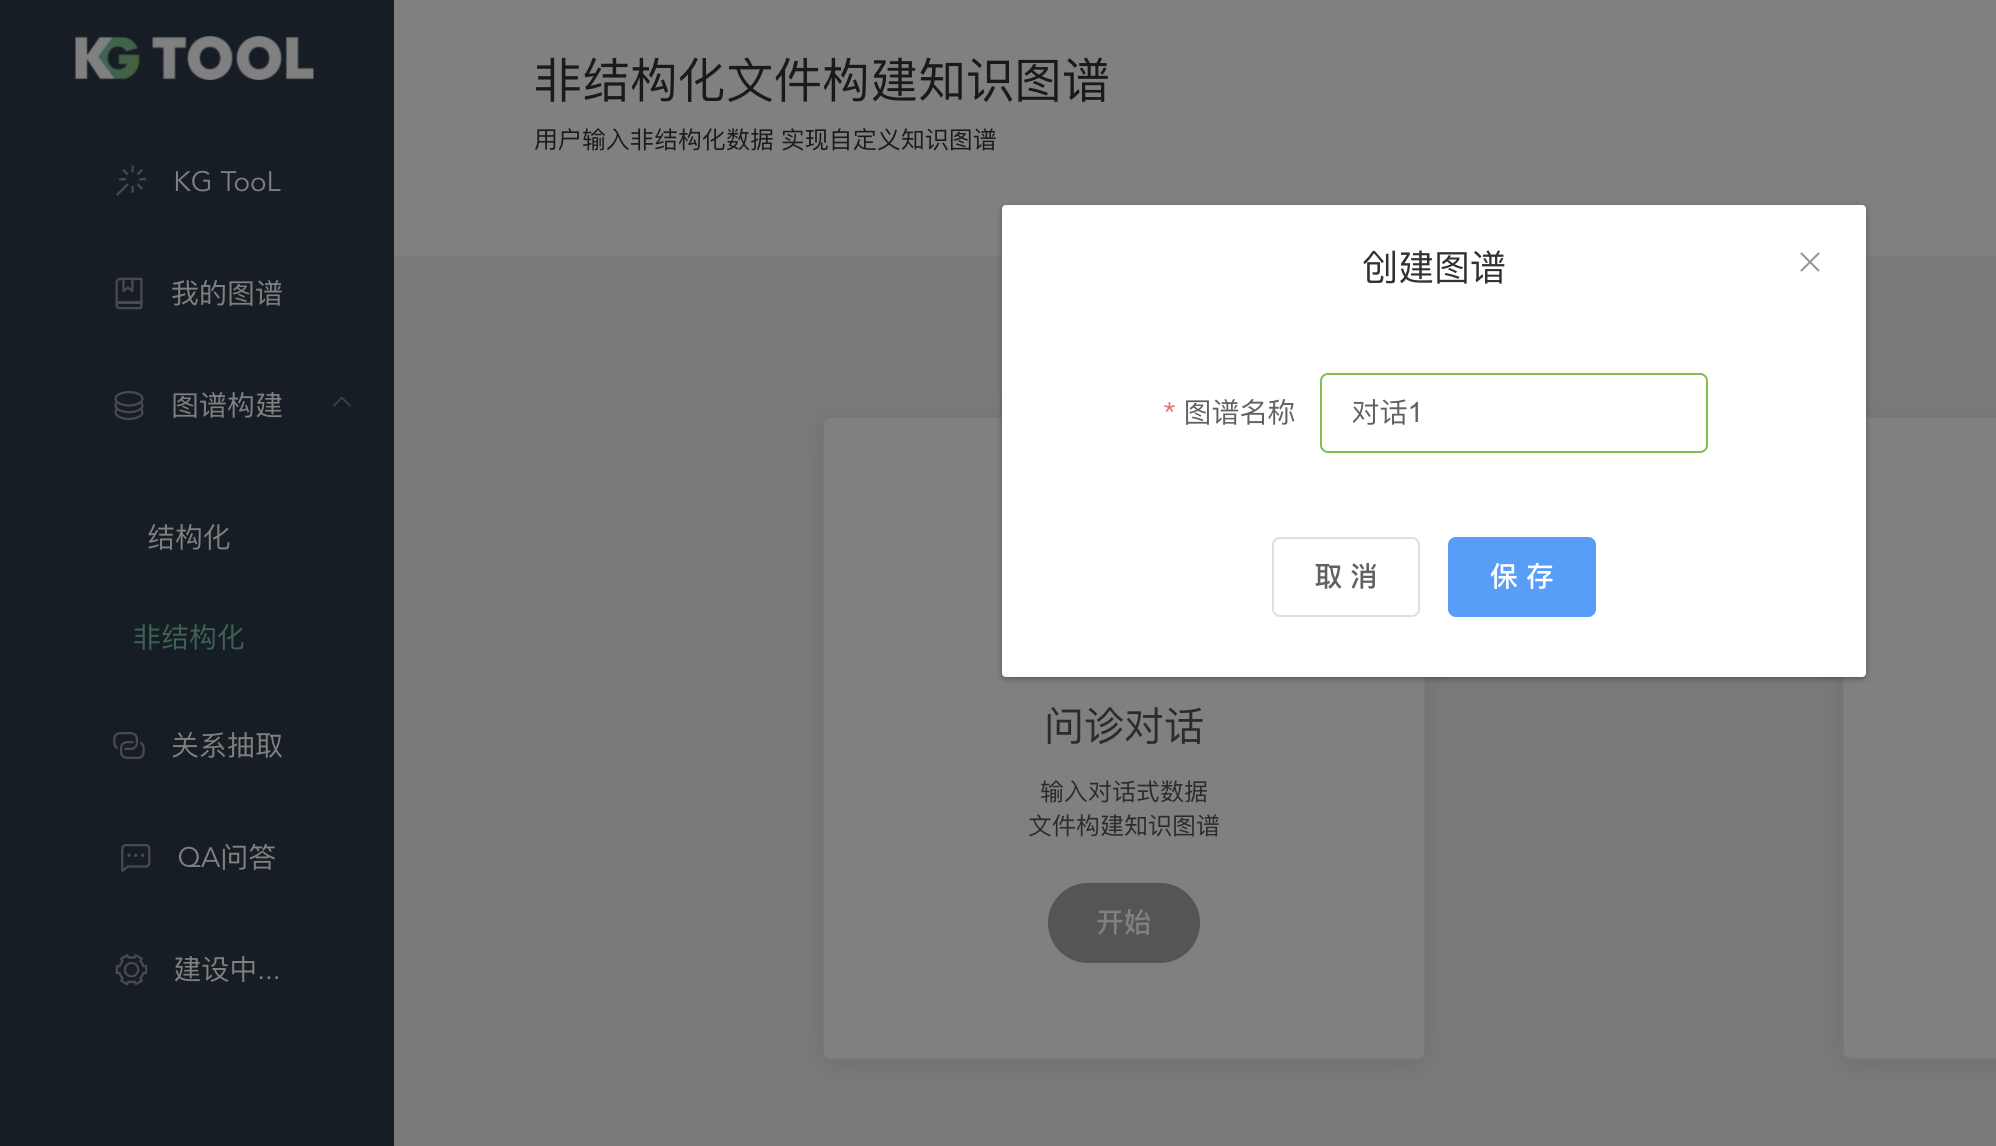 KG TOOL
KG TooL
我的图谱
图谱构建
结构化
非结构化
关系抽取
QA问答
建设中...
非结构化文件构建知识图谱
用户输入非结构化数据 实现自定义知识图谱
创建图谱
* 图谱名称
对话1
取 消
保 存
问诊对话
输入对话式数据
文件构建知识图谱
开始